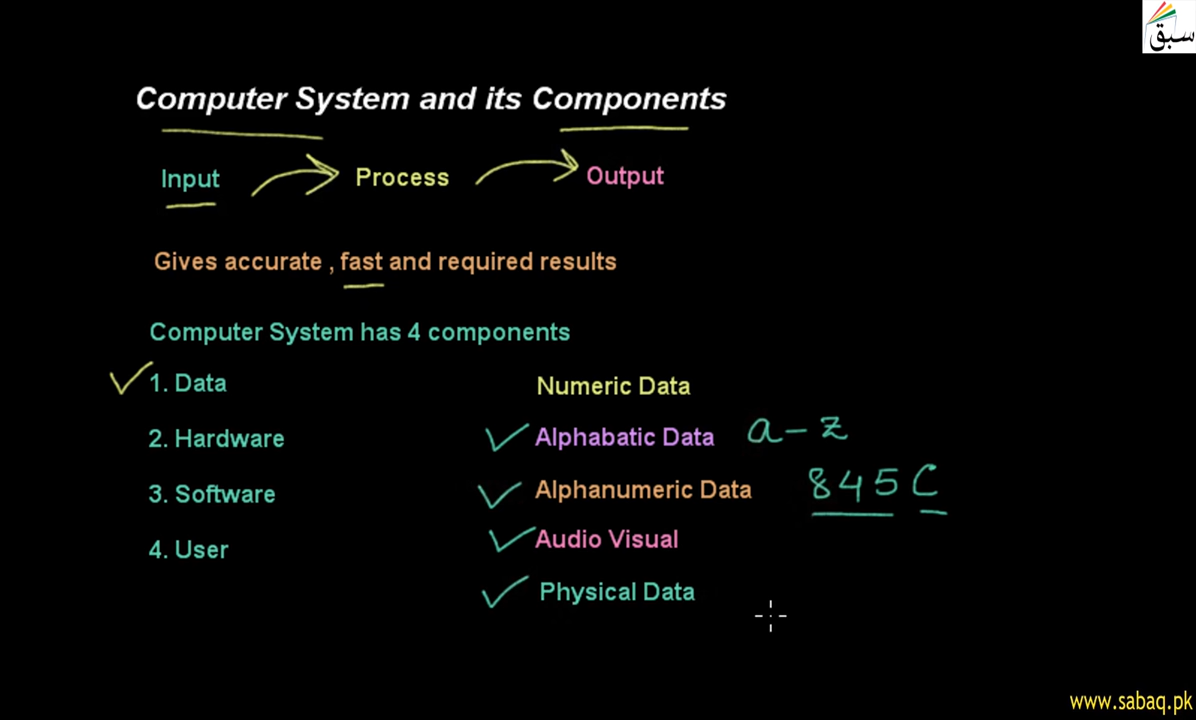 سبق
Computer System and its Components
Input Process Output
Gives accurate , fast and required results
Computer System has 4 components
1. Data
2. Hardware
3. Software
4. User
Numeric Data
Alphabatic Data a - z
Alphanumeric Data 845 C
Audio Visual
Physical Data
www.sabaq.pk